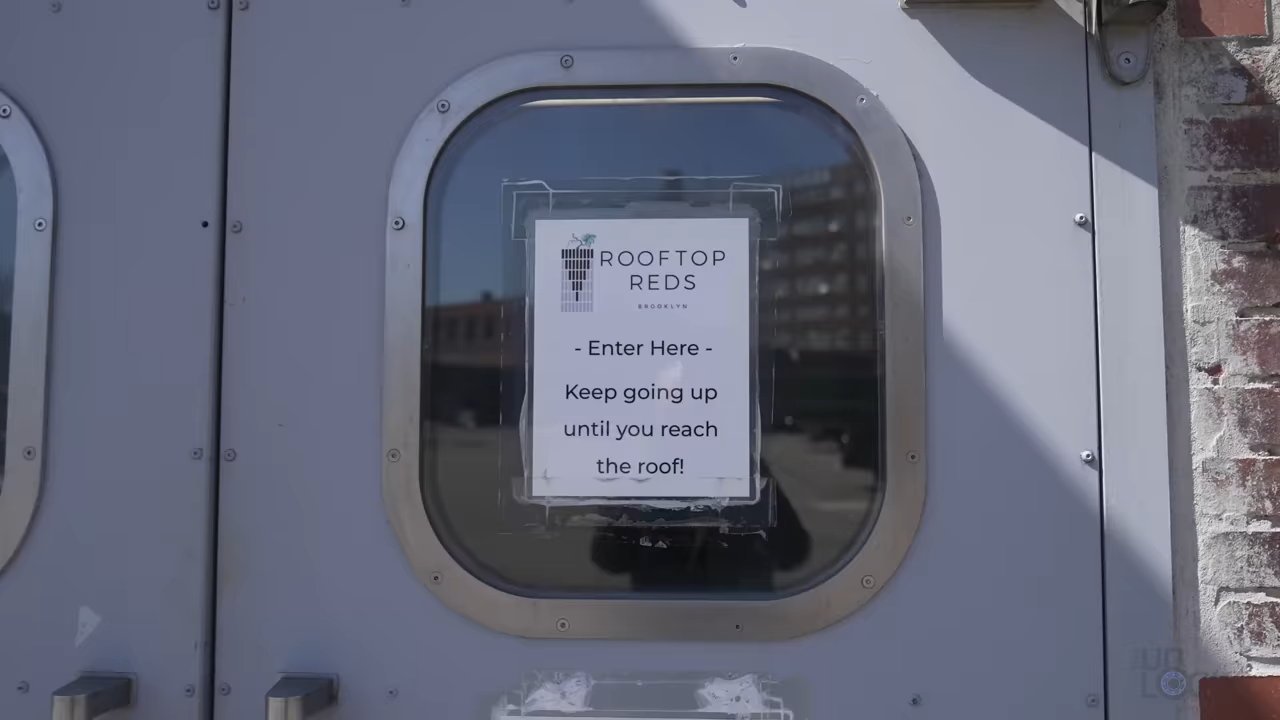 ROOFTOP
REDS
BROOKLYN
- Enter Here -
Keep going up
until you reach
the roof!